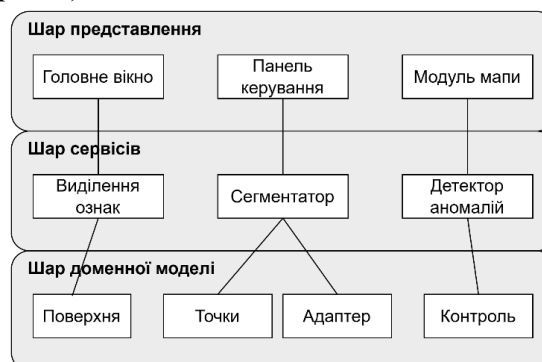 Шар представлення
Головне вікно
Панель
керування
Модуль мапи
Шар сервісів
Виділення
ознак
Сегментатор
Детектор
аномалій
Шар доменної моделі
Поверхня
Точки
Адаптер
Контроль